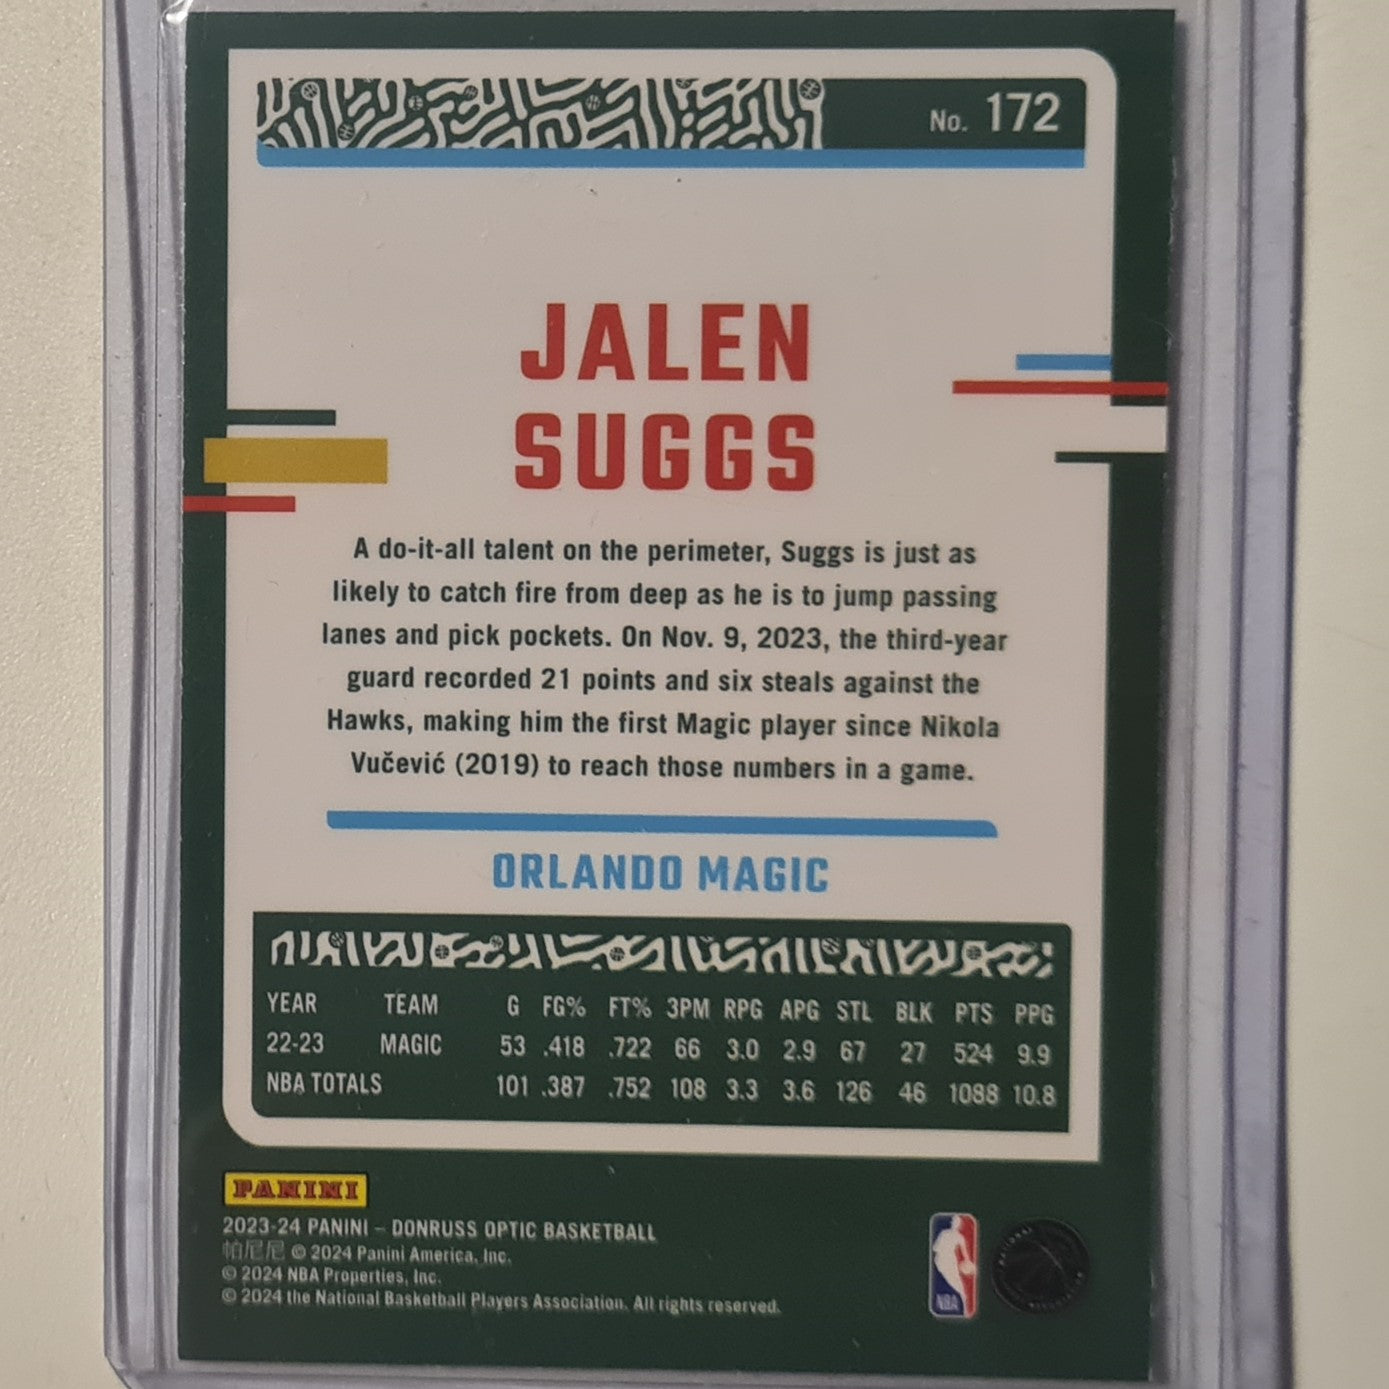 No. 172
JALEN
SUGGS
A do-it-all talent on the perimeter, Suggs is just as
likely to catch fire from deep as he is to jump passing
lanes and pick pockets. On Nov. 9, 2023, the third-year
guard recorded 21 points and six steals against the
Hawks, making him the first Magic player since Nikola
Vučević (2019) to reach those numbers in a game.
ORLANDO MAGIC
YEAR TEAM G FG% FT% 3PM RPG APG STL BLK PTS PPG
22-23 MAGIC 53 .418 .722 66 3.0 2.9 67 27 524 9.9
NBA TOTALS 101 .387 .752 108 3.3 3.6 126 46 1088 10.8
PANINI
2023-24 PANINI – DONRUSS OPTIC BASKETBALL
帕尼尼 © 2024 Panini America, Inc.
© 2024 NBA Properties, Inc.
© 2024 the National Basketball Players Association. All rights reserved.
NBA